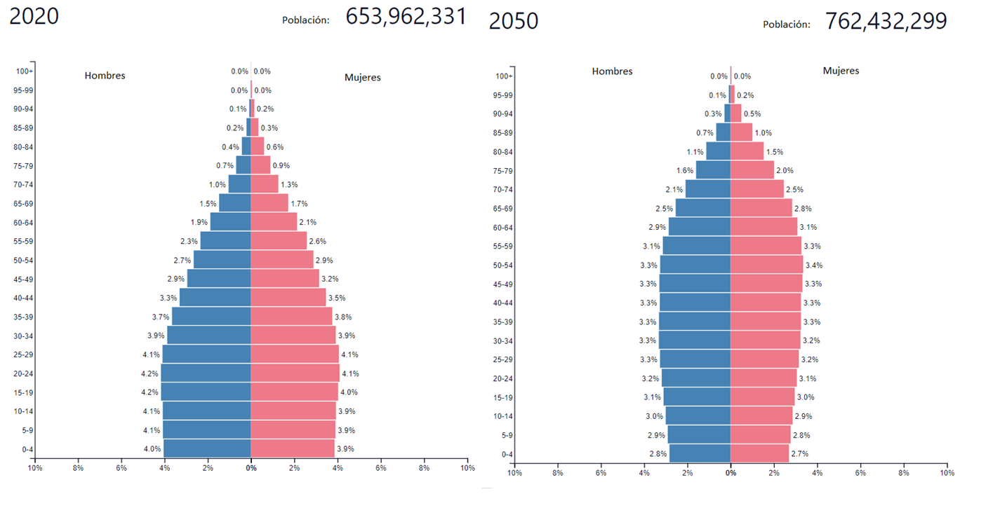 2020
Población: 653,962,331
Hombres
Mujeres
100+ 0.0% 0.0%
95-99 0.0% 0.0%
90-94 0.1% 0.2%
85-89 0.2% 0.3%
80-84 0.4% 0.6%
75-79 0.7% 0.9%
70-74 1.0% 1.3%
65-69 1.5% 1.7%
60-64 1.9% 2.1%
55-59 2.3% 2.6%
50-54 2.7% 2.9%
45-49 2.9% 3.2%
40-44 3.3% 3.5%
35-39 3.7% 3.8%
30-34 3.9% 3.9%
25-29 4.1% 4.1%
20-24 4.2% 4.1%
15-19 4.2% 4.0%
10-14 4.1% 3.9%
5-9 4.1% 3.9%
0-4 4.0% 3.9%
10% 8% 6% 4% 2% 0% 2% 4% 6% 8% 10%
2050
Población: 762,432,299
Hombres
Mujeres
100+ 0.0% 0.0%
95-99 0.1% 0.2%
90-94 0.3% 0.5%
85-89 0.7% 1.0%
80-84 1.1% 1.5%
75-79 1.6% 2.0%
70-74 2.1% 2.5%
65-69 2.5% 2.8%
60-64 2.9% 3.1%
55-59 3.1% 3.3%
50-54 3.3% 3.4%
45-49 3.3% 3.3%
40-44 3.3% 3.3%
35-39 3.3% 3.3%
30-34 3.3% 3.2%
25-29 3.3% 3.2%
20-24 3.2% 3.1%
15-19 3.1% 3.0%
10-14 3.0% 2.9%
5-9 2.9% 2.8%
0-4 2.8% 2.7%
10% 8% 6% 4% 2% 0% 2% 4% 6% 8% 10%